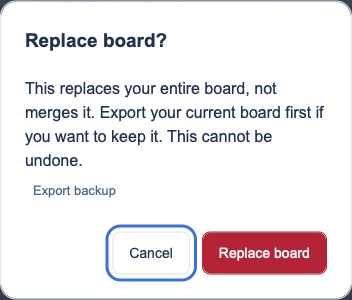 Replace board?
This replaces your entire board, not
merges it. Export your current board first if
you want to keep it. This cannot be
undone.
Export backup
Cancel
Replace board